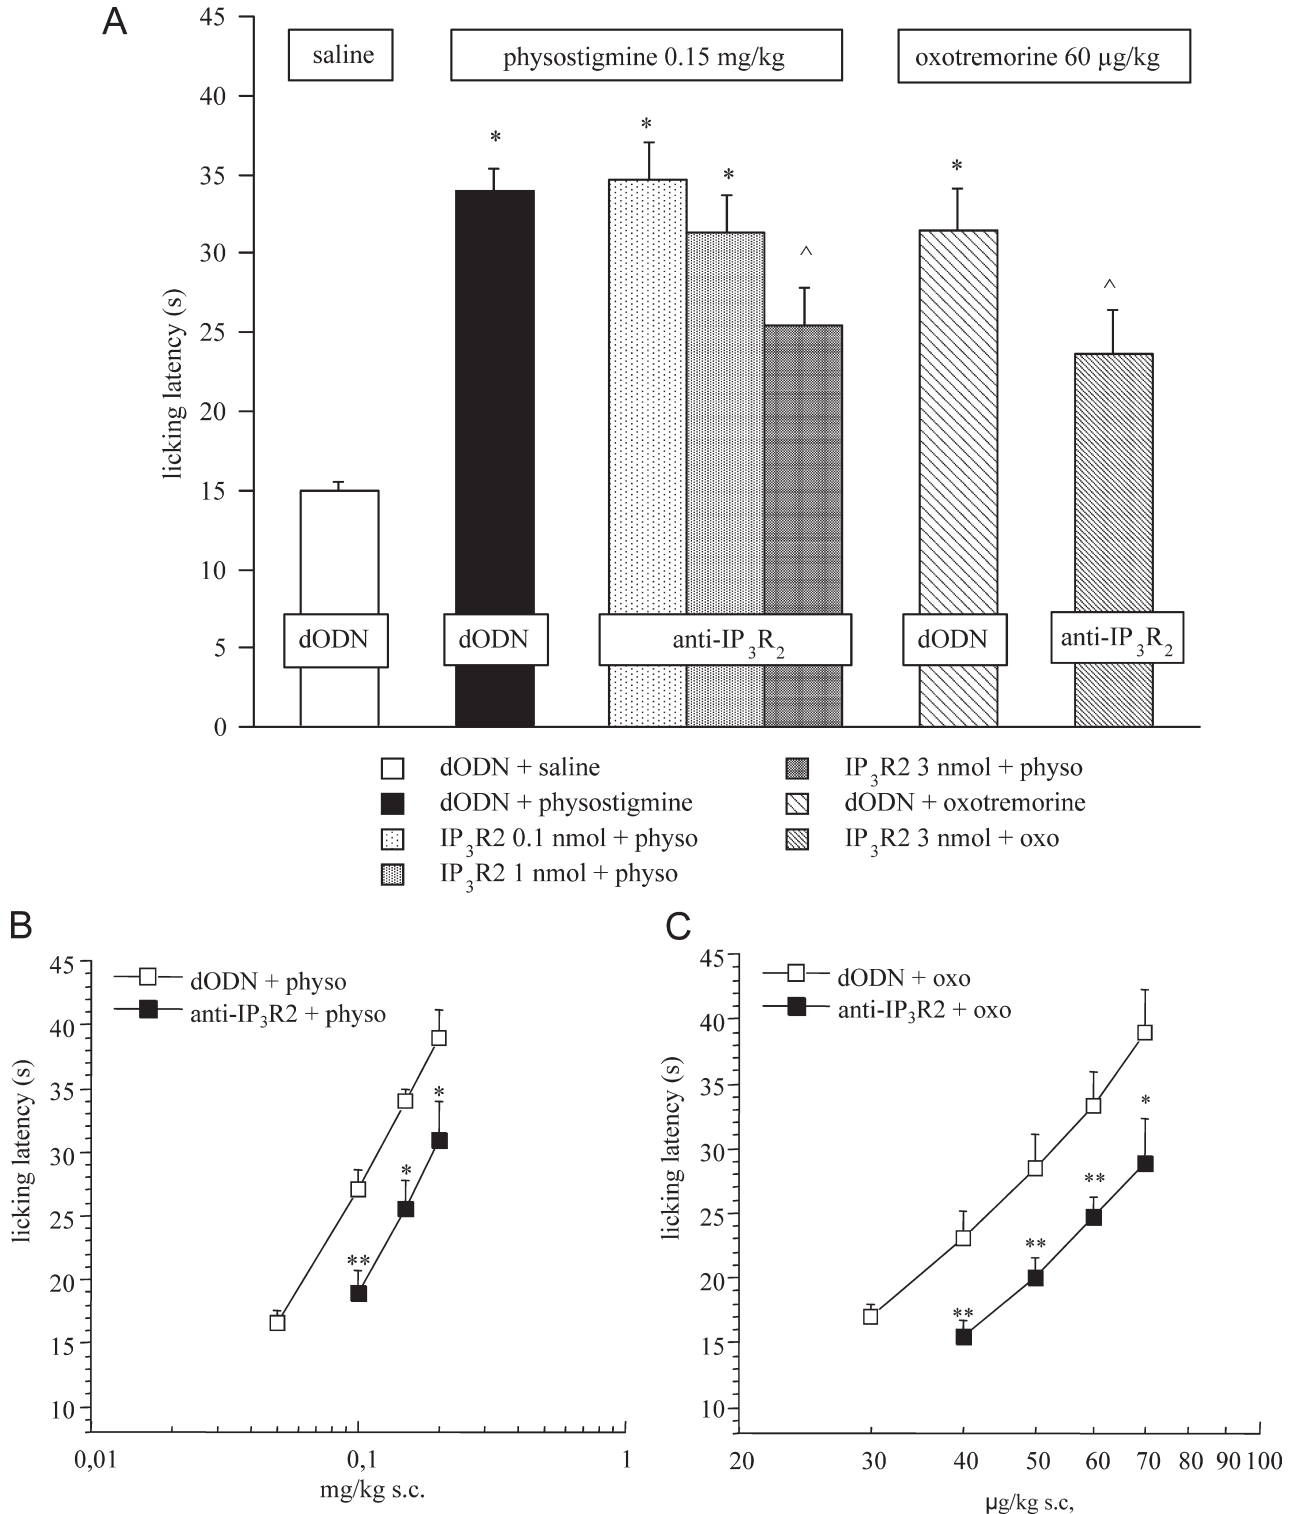 A
45
40
35
30
25
20
15
10
5
0
licking latency (s)
saline
physostigmine 0.15 mg/kg
oxotremorine 60 µg/kg
*
*
*
^
*
^
dODN
dODN
anti-IP3R2
dODN
anti-IP3R2
dODN + saline
dODN + physostigmine
IP3R2 0.1 nmol + physo
IP3R2 1 nmol + physo
IP3R2 3 nmol + physo
dODN + oxotremorine
IP3R2 3 nmol + oxo
B
45
40
35
30
25
20
15
10
licking latency (s)
dODN + physo
anti-IP3R2 + physo
**
*
*
0,01
0,1
1
mg/kg s.c.
C
45
40
35
30
25
20
15
10
licking latency (s)
dODN + oxo
anti-IP3R2 + oxo
**
**
**
*
20
30
40
50
60
70
80
90
100
µg/kg s.c,